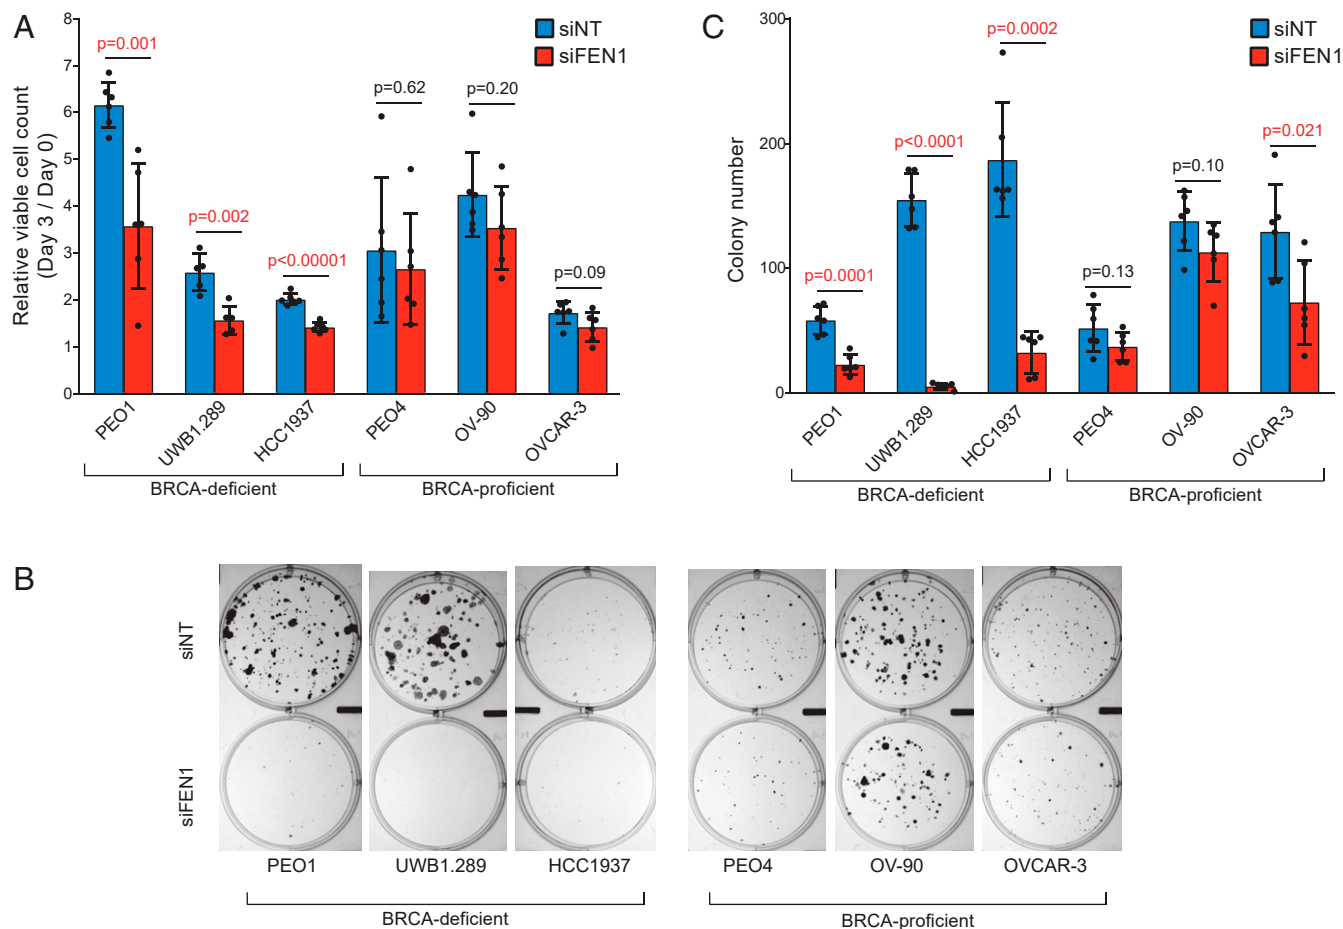 A
8
7
6
5
4
3
2
1
0
Relative viable cell count
(Day 3 / Day 0)
siNT
siFEN1
p=0.001
p=0.002
p<0.00001
p=0.62
p=0.20
p=0.09
PEO1
UWB1.289
HCC1937
PEO4
OV-90
OVCAR-3
BRCA-deficient
BRCA-proficient
C
300
200
100
0
Colony number
siNT
siFEN1
p=0.0001
p<0.0001
p=0.0002
p=0.13
p=0.10
p=0.021
PEO1
UWB1.289
HCC1937
PEO4
OV-90
OVCAR-3
BRCA-deficient
BRCA-proficient
B
siNT
siFEN1
PEO1
UWB1.289
HCC1937
PEO4
OV-90
OVCAR-3
BRCA-deficient
BRCA-proficient